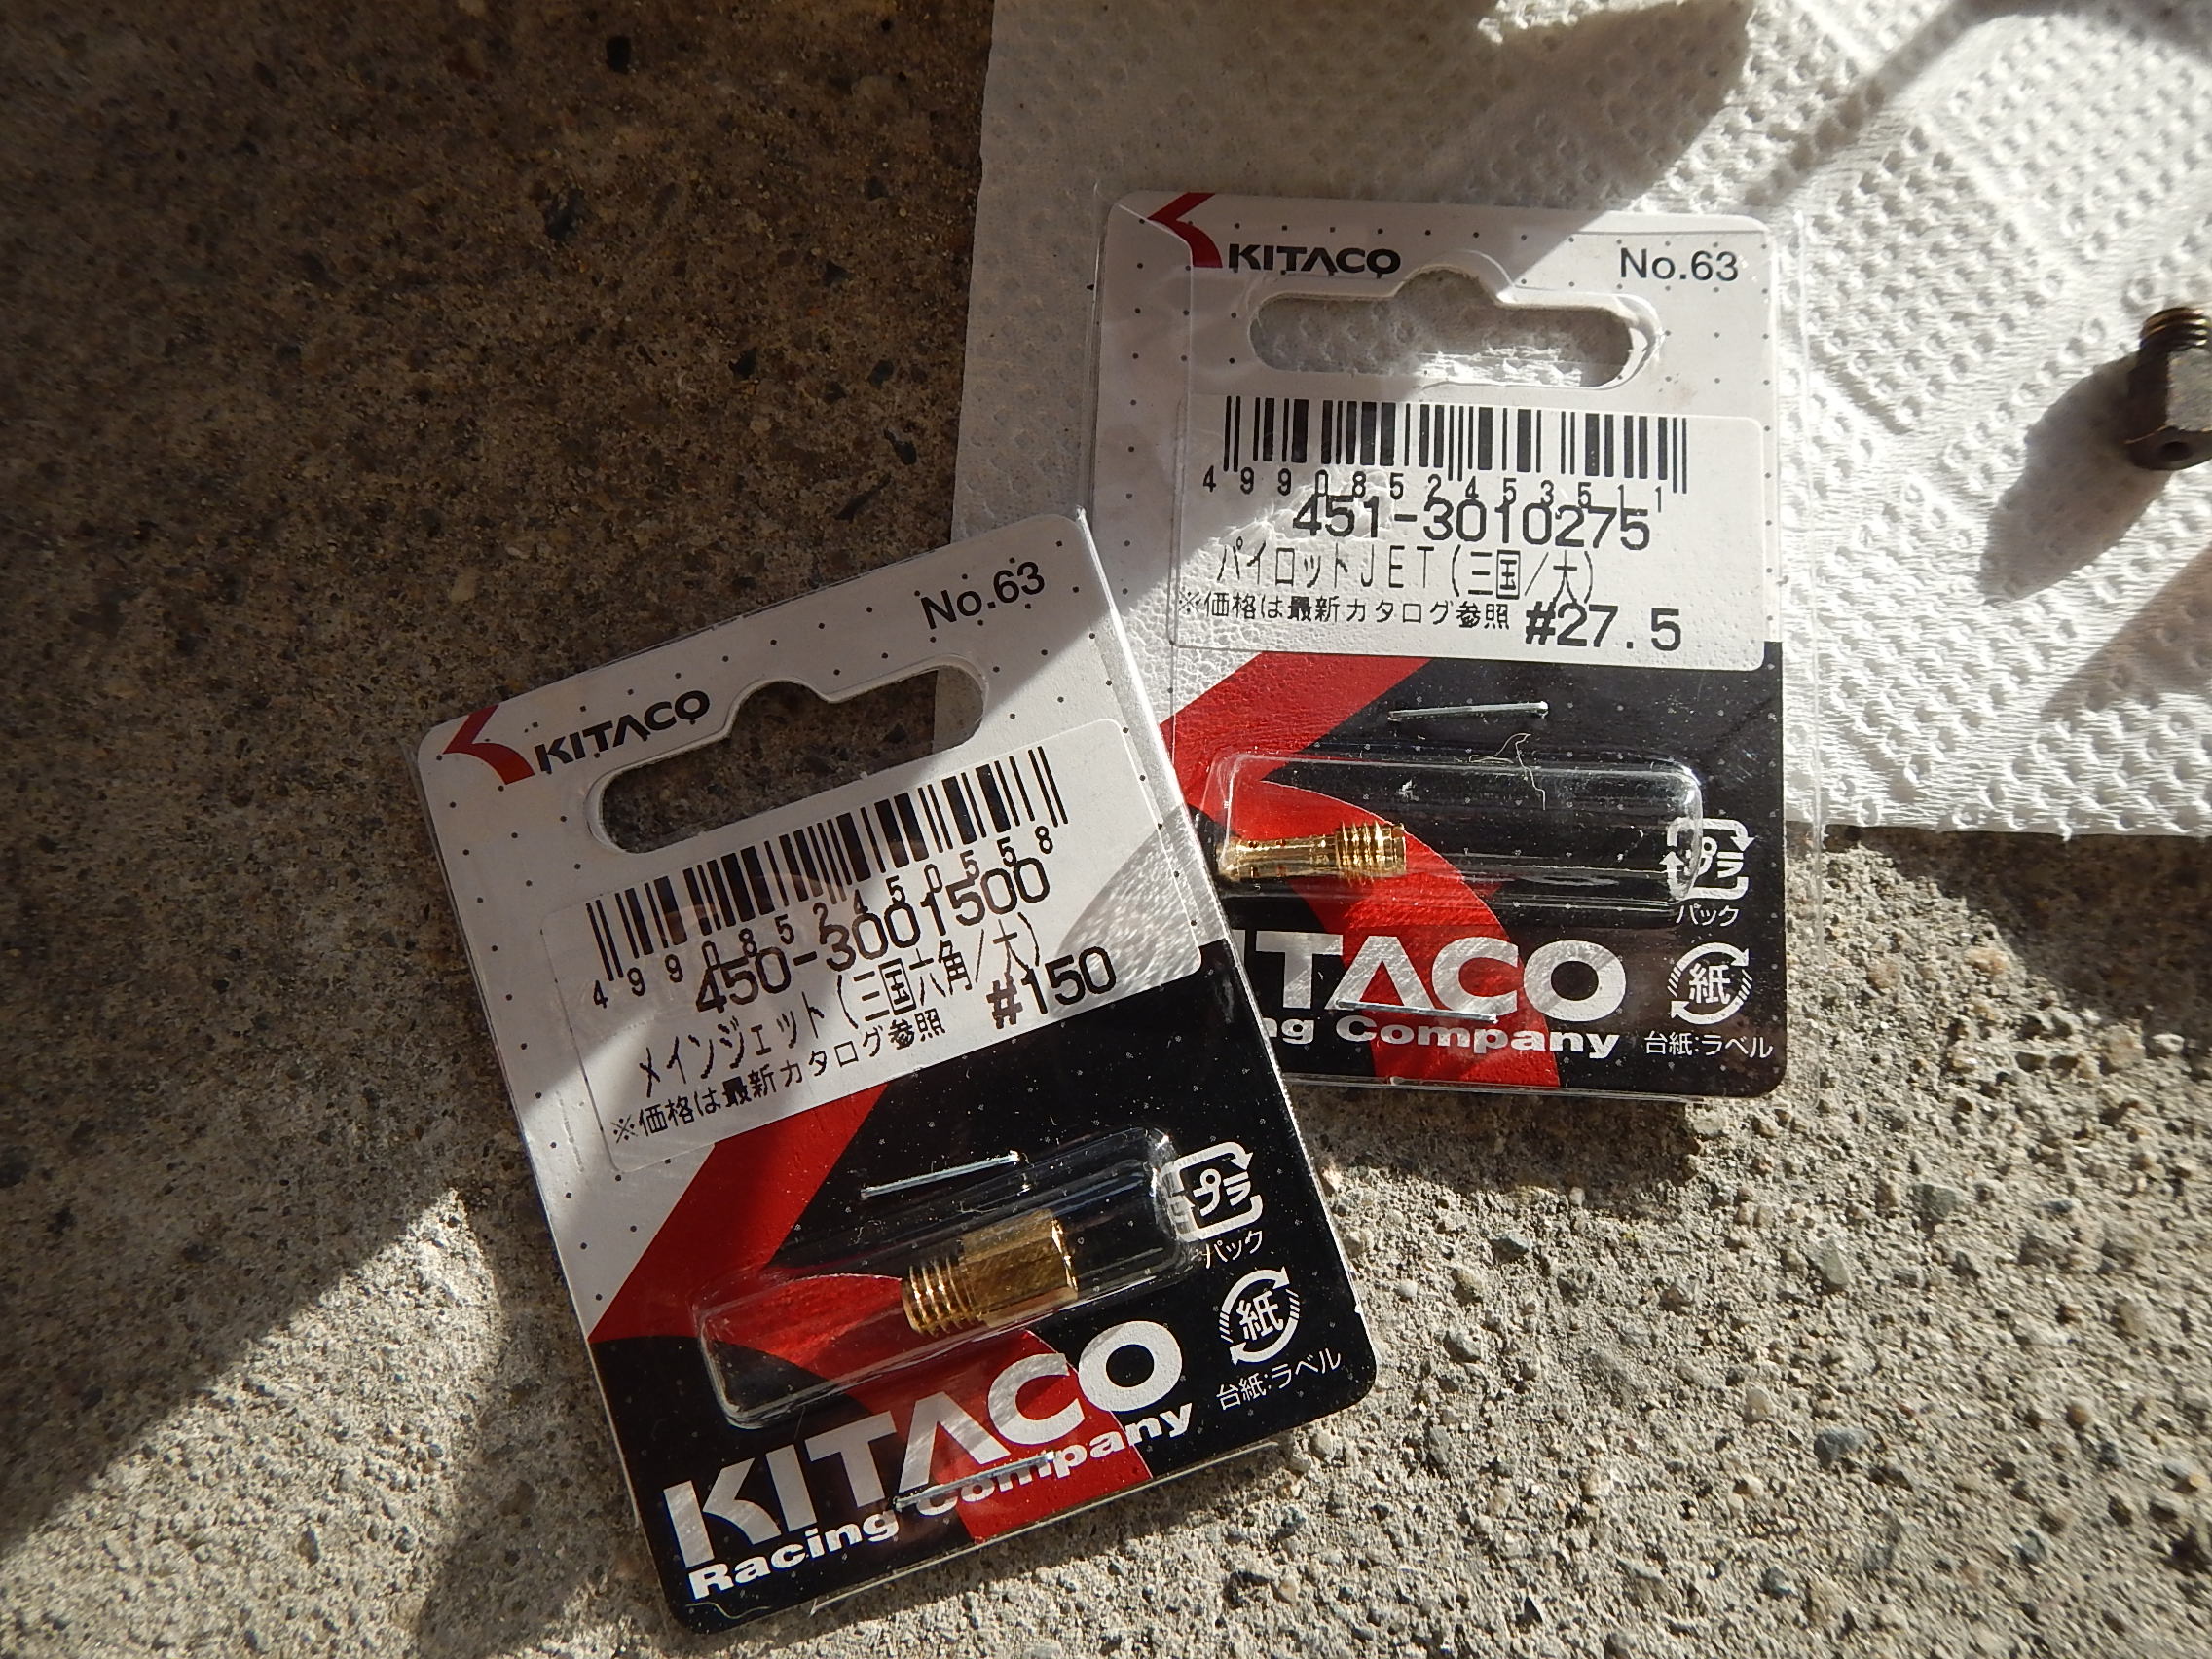 KITACO
No.63
4990852453511
451-3010275
パイロットJET(三国/大)
※価格は最新カタログ参照 #27.5
プラ
パック
紙
台紙:ラベル
ITACO
ng Company
No.63
KITACO
4990852450558
450-3001500
メインジェット(三国六角/大)
※価格は最新カタログ参照 #150
プラ
パック
紙
台紙:ラベル
KITACO
Racing Company